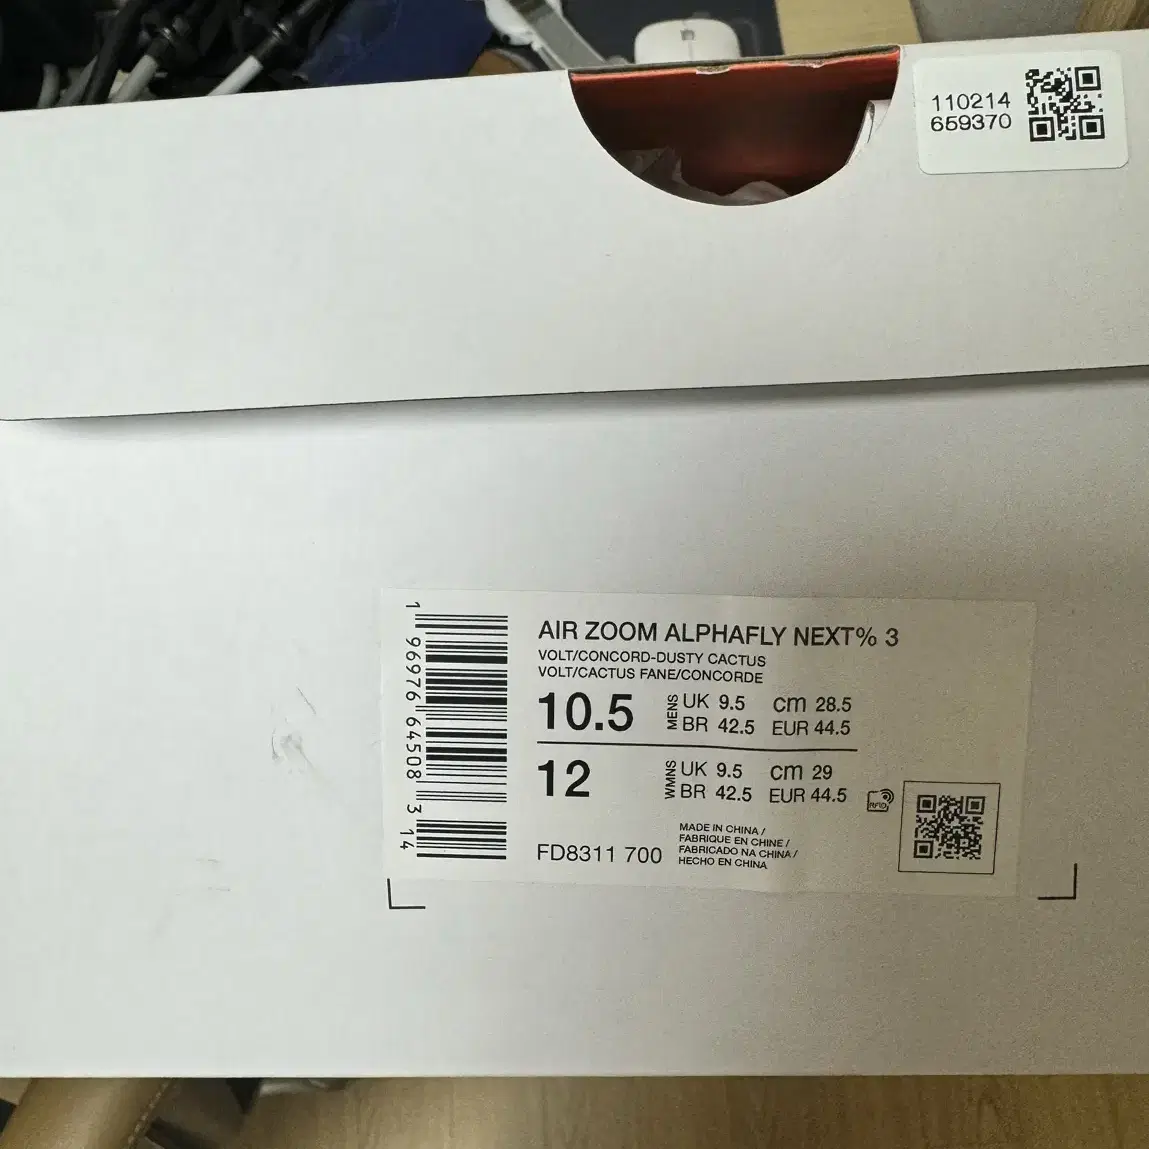 110214
659370
1 96976 64508 3 14
AIR ZOOM ALPHAFLY NEXT% 3
VOLT/CONCORD-DUSTY CACTUS
VOLT/CACTUS FANE/CONCORDE
10.5 MENS UK 9.5 cm 28.5
BR 42.5 EUR 44.5
12 WMNS UK 9.5 cm 29
BR 42.5 EUR 44.5
RFID
FD8311 700
MADE IN CHINA /
FABRIQUE EN CHINE /
FABRICADO NA CHINA /
HECHO EN CHINA